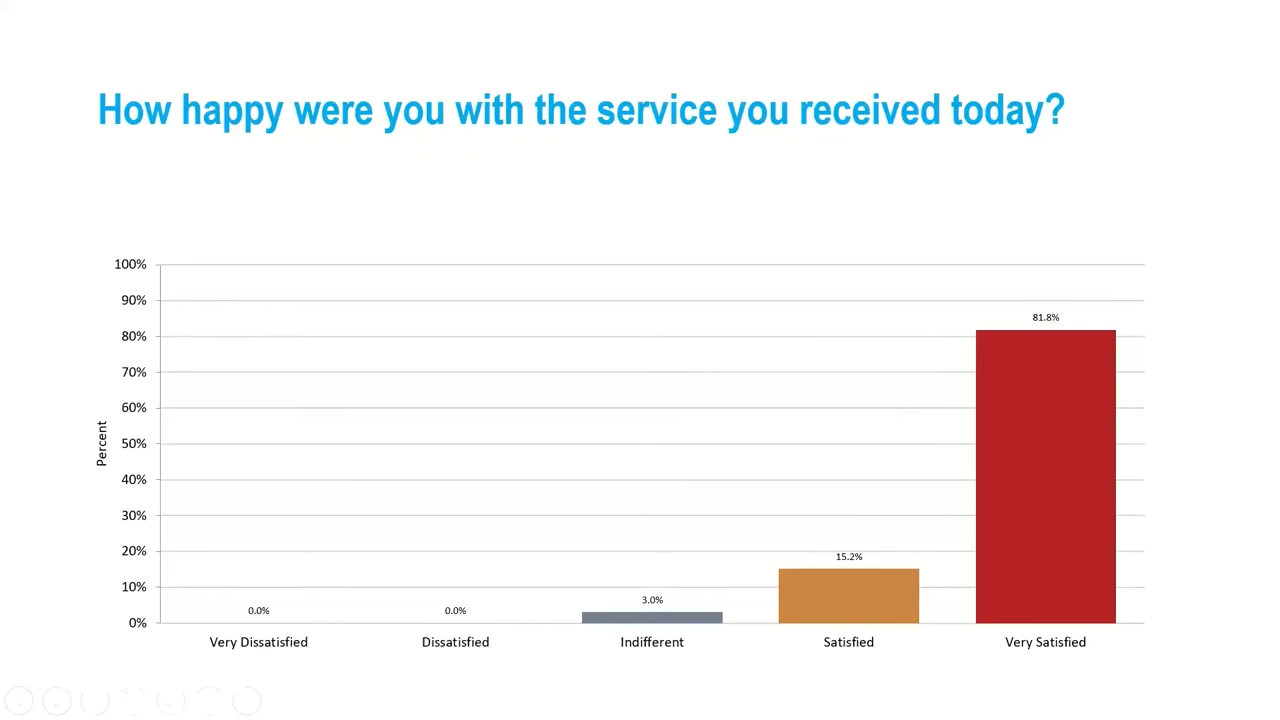 How happy were you with the service you received today?
100%
90%
80%
70%
60%
50%
40%
30%
20%
10%
0%
Percent
0.0%
0.0%
3.0%
15.2%
81.8%
Very Dissatisfied
Dissatisfied
Indifferent
Satisfied
Very Satisfied